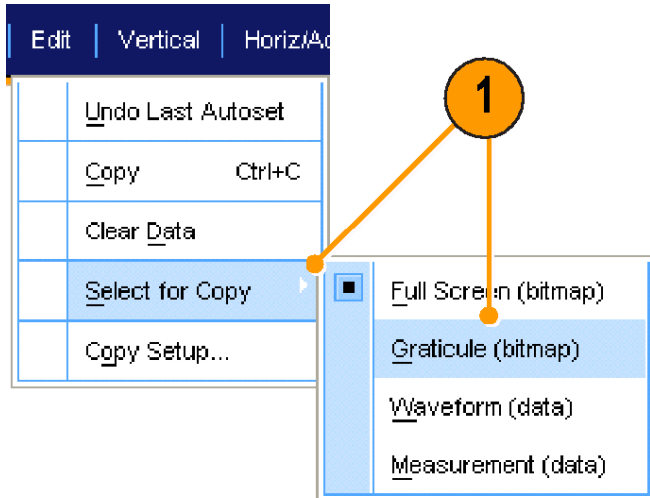 Edit Vertical Horiz/Ac
1
Undo Last Autoset
Copy Ctrl+C
Clear Data
Select for Copy
Full Screen (bitmap)
Copy Setup...
Graticule (bitmap)
Waveform (data)
Measurement (data)